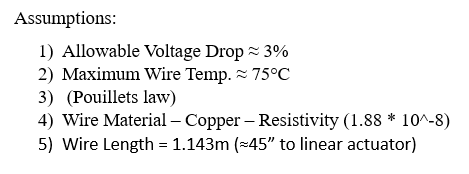 Assumptions:
1) Allowable Voltage Drop ≈ 3%
2) Maximum Wire Temp. ≈ 75°C
3) (Pouillets law)
4) Wire Material – Copper – Resistivity (1.88 * 10^-8)
5) Wire Length = 1.143m (≈45″ to linear actuator)